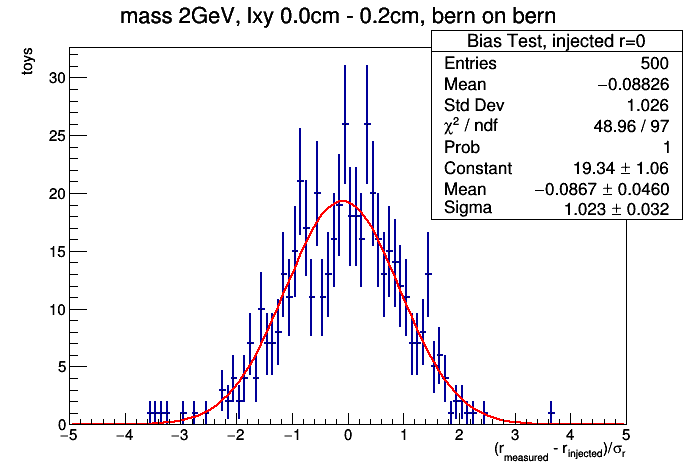 mass 2GeV, lxy 0.0cm - 0.2cm, bern on bern
toys
Bias Test, injected r=0
Entries 500
Mean −0.08826
Std Dev 1.026
χ² / ndf 48.96 / 97
Prob 1
Constant 19.34 ± 1.06
Mean −0.0867 ± 0.0460
Sigma 1.023 ± 0.032
30
25
20
15
10
5
0
−5 −4 −3 −2 −1 0 1 2 3 4 5
(r_measured - r_injected)/σ_r